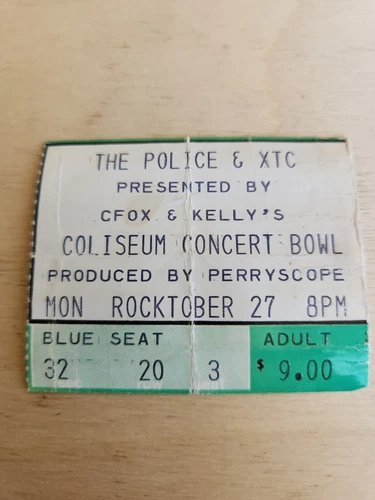 THE POLICE & XTC
PRESENTED BY
CFOX & KELLY'S
COLISEUM CONCERT BOWL
PRODUCED BY PERRYSCOPE
MON ROCKTOBER 27 8PM
BLUE SEAT ADULT
32 20 3 $ 9.00